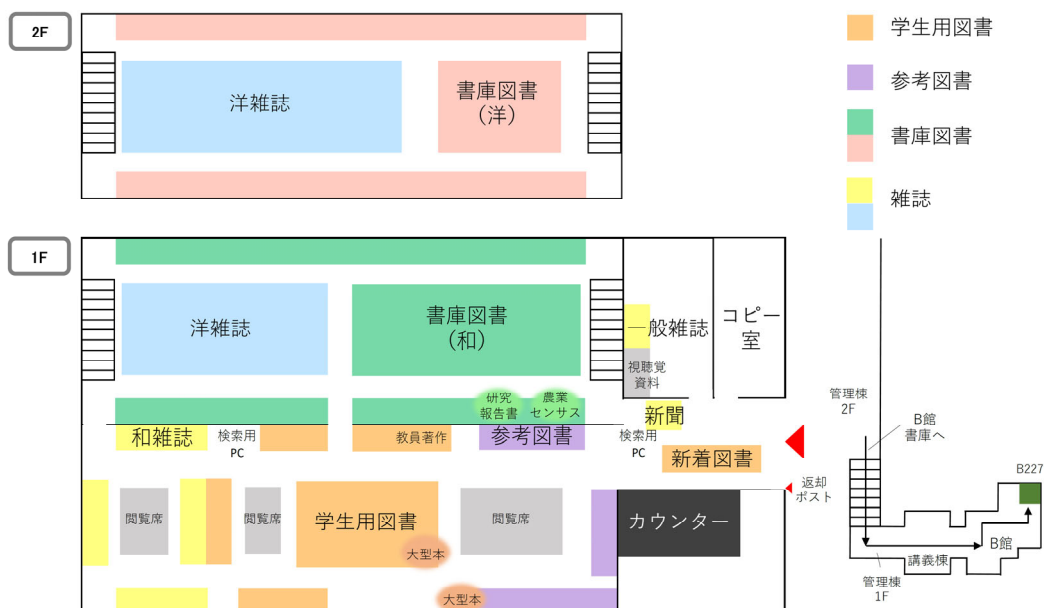 2F
洋雑誌
書庫図書
（洋）
学生用図書
参考図書
書庫図書
雑誌
1F
洋雑誌
書庫図書
（和）
一般雑誌
コピー
室
視聴覚
資料
研究
報告書
農業
センサス
新聞
和雑誌
検索用
PC
教員著作
参考図書
検索用
PC
新着図書
返却
ポスト
閲覧席
閲覧席
学生用図書
大型本
閲覧席
カウンター
大型本
管理棟
2F
B館
書庫へ
B227
B館
講義棟
管理棟
1F